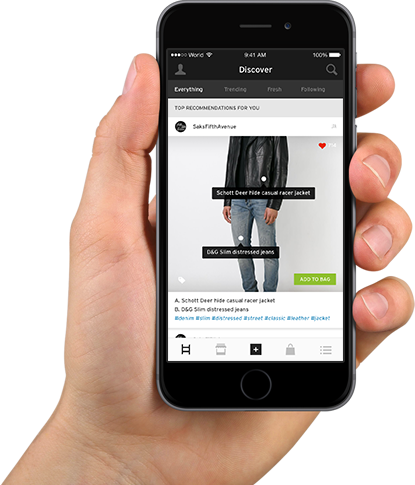 World 9:41 AM 100%
Discover
Everything Trending Fresh Following
TOP RECOMMENDATIONS FOR YOU
SaksFifthAvenue
Schott Deer hide casual racer jacket
D&G Slim distressed jeans
ADD TO BAG
A. Schott Deer hide casual racer jacket
B. D&G Slim distressed jeans
#denim #slim #distressed #street #classic #leather #jacket